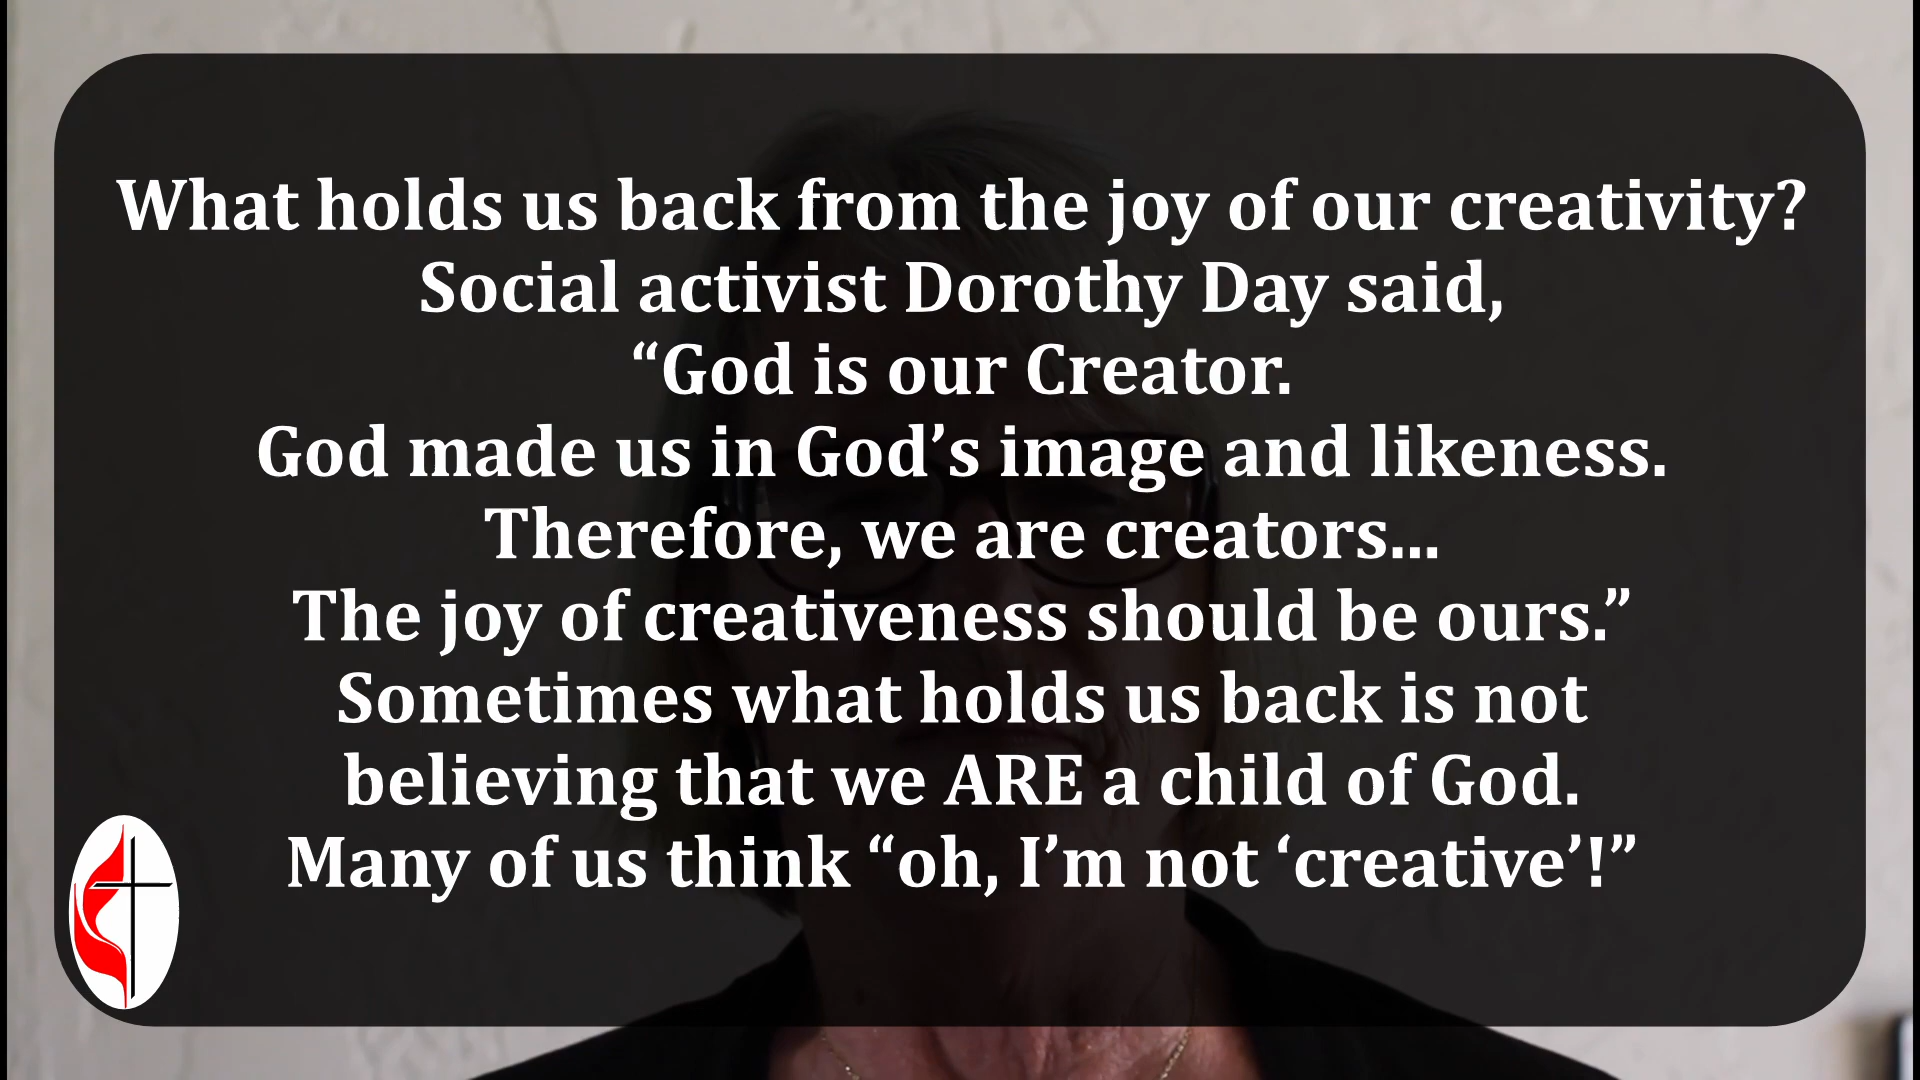 What holds us back from the joy of our creativity?
Social activist Dorothy Day said,
“God is our Creator.
God made us in God’s image and likeness.
Therefore, we are creators...
The joy of creativeness should be ours.”
Sometimes what holds us back is not
believing that we ARE a child of God.
Many of us think “oh, I’m not ‘creative’!”